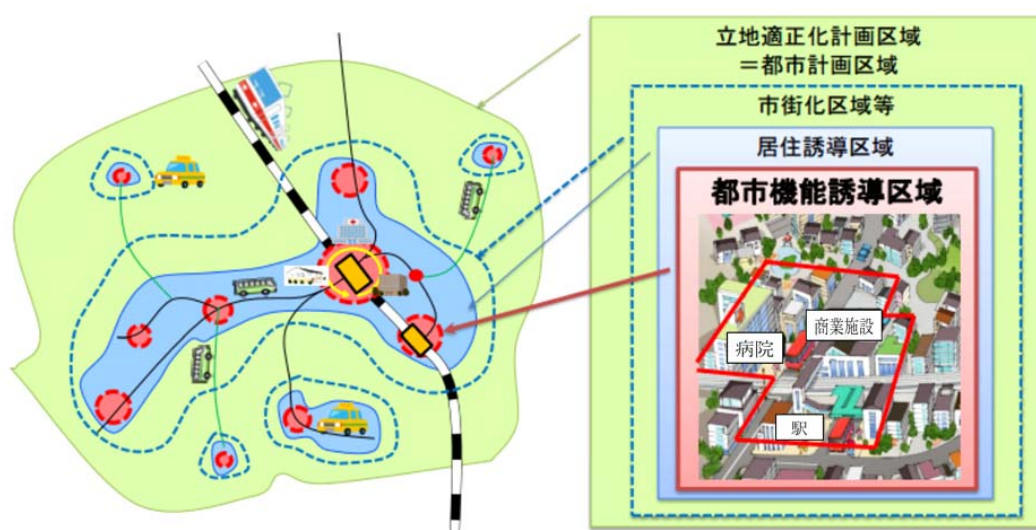 立地適正化計画区域
＝都市計画区域
市街化区域等
居住誘導区域
都市機能誘導区域
商業施設
病院
駅